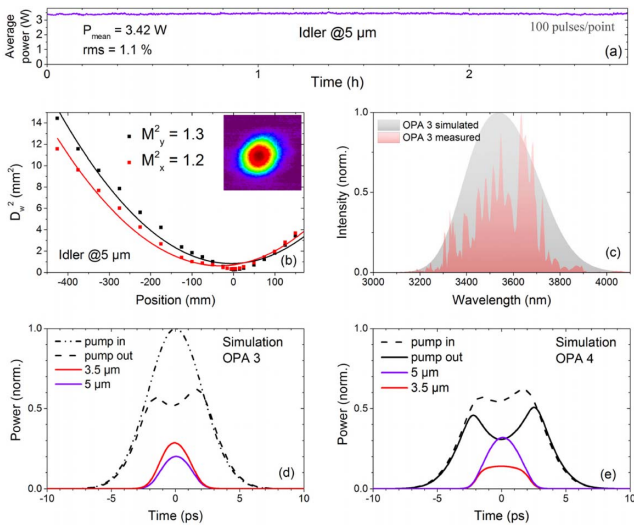 Average
power (W)
3
2
1
0
P_mean = 3.42 W
rms = 1.1 %
Idler @5 µm
100 pulses/point
(a)
0 1 2
Time (h)
D_w^2 (mm^2)
14
12
10
8
6
4
2
0
M^2_y = 1.3
M^2_x = 1.2
Idler @5 µm
(b)
-400 -300 -200 -100 0 100
Position (mm)
Intensity (norm.)
1.0
0.5
0.0
OPA 3 simulated
OPA 3 measured
(c)
3000 3200 3400 3600 3800 4000
Wavelength (nm)
Power (norm.)
1.0
0.5
0.0
pump in
pump out
3.5 µm
5 µm
Simulation
OPA 3
(d)
-10 -5 0 5 10
Time (ps)
Power (norm.)
1.0
0.5
0.0
pump in
pump out
5 µm
3.5 µm
Simulation
OPA 4
(e)
-10 -5 0 5 10
Time (ps)